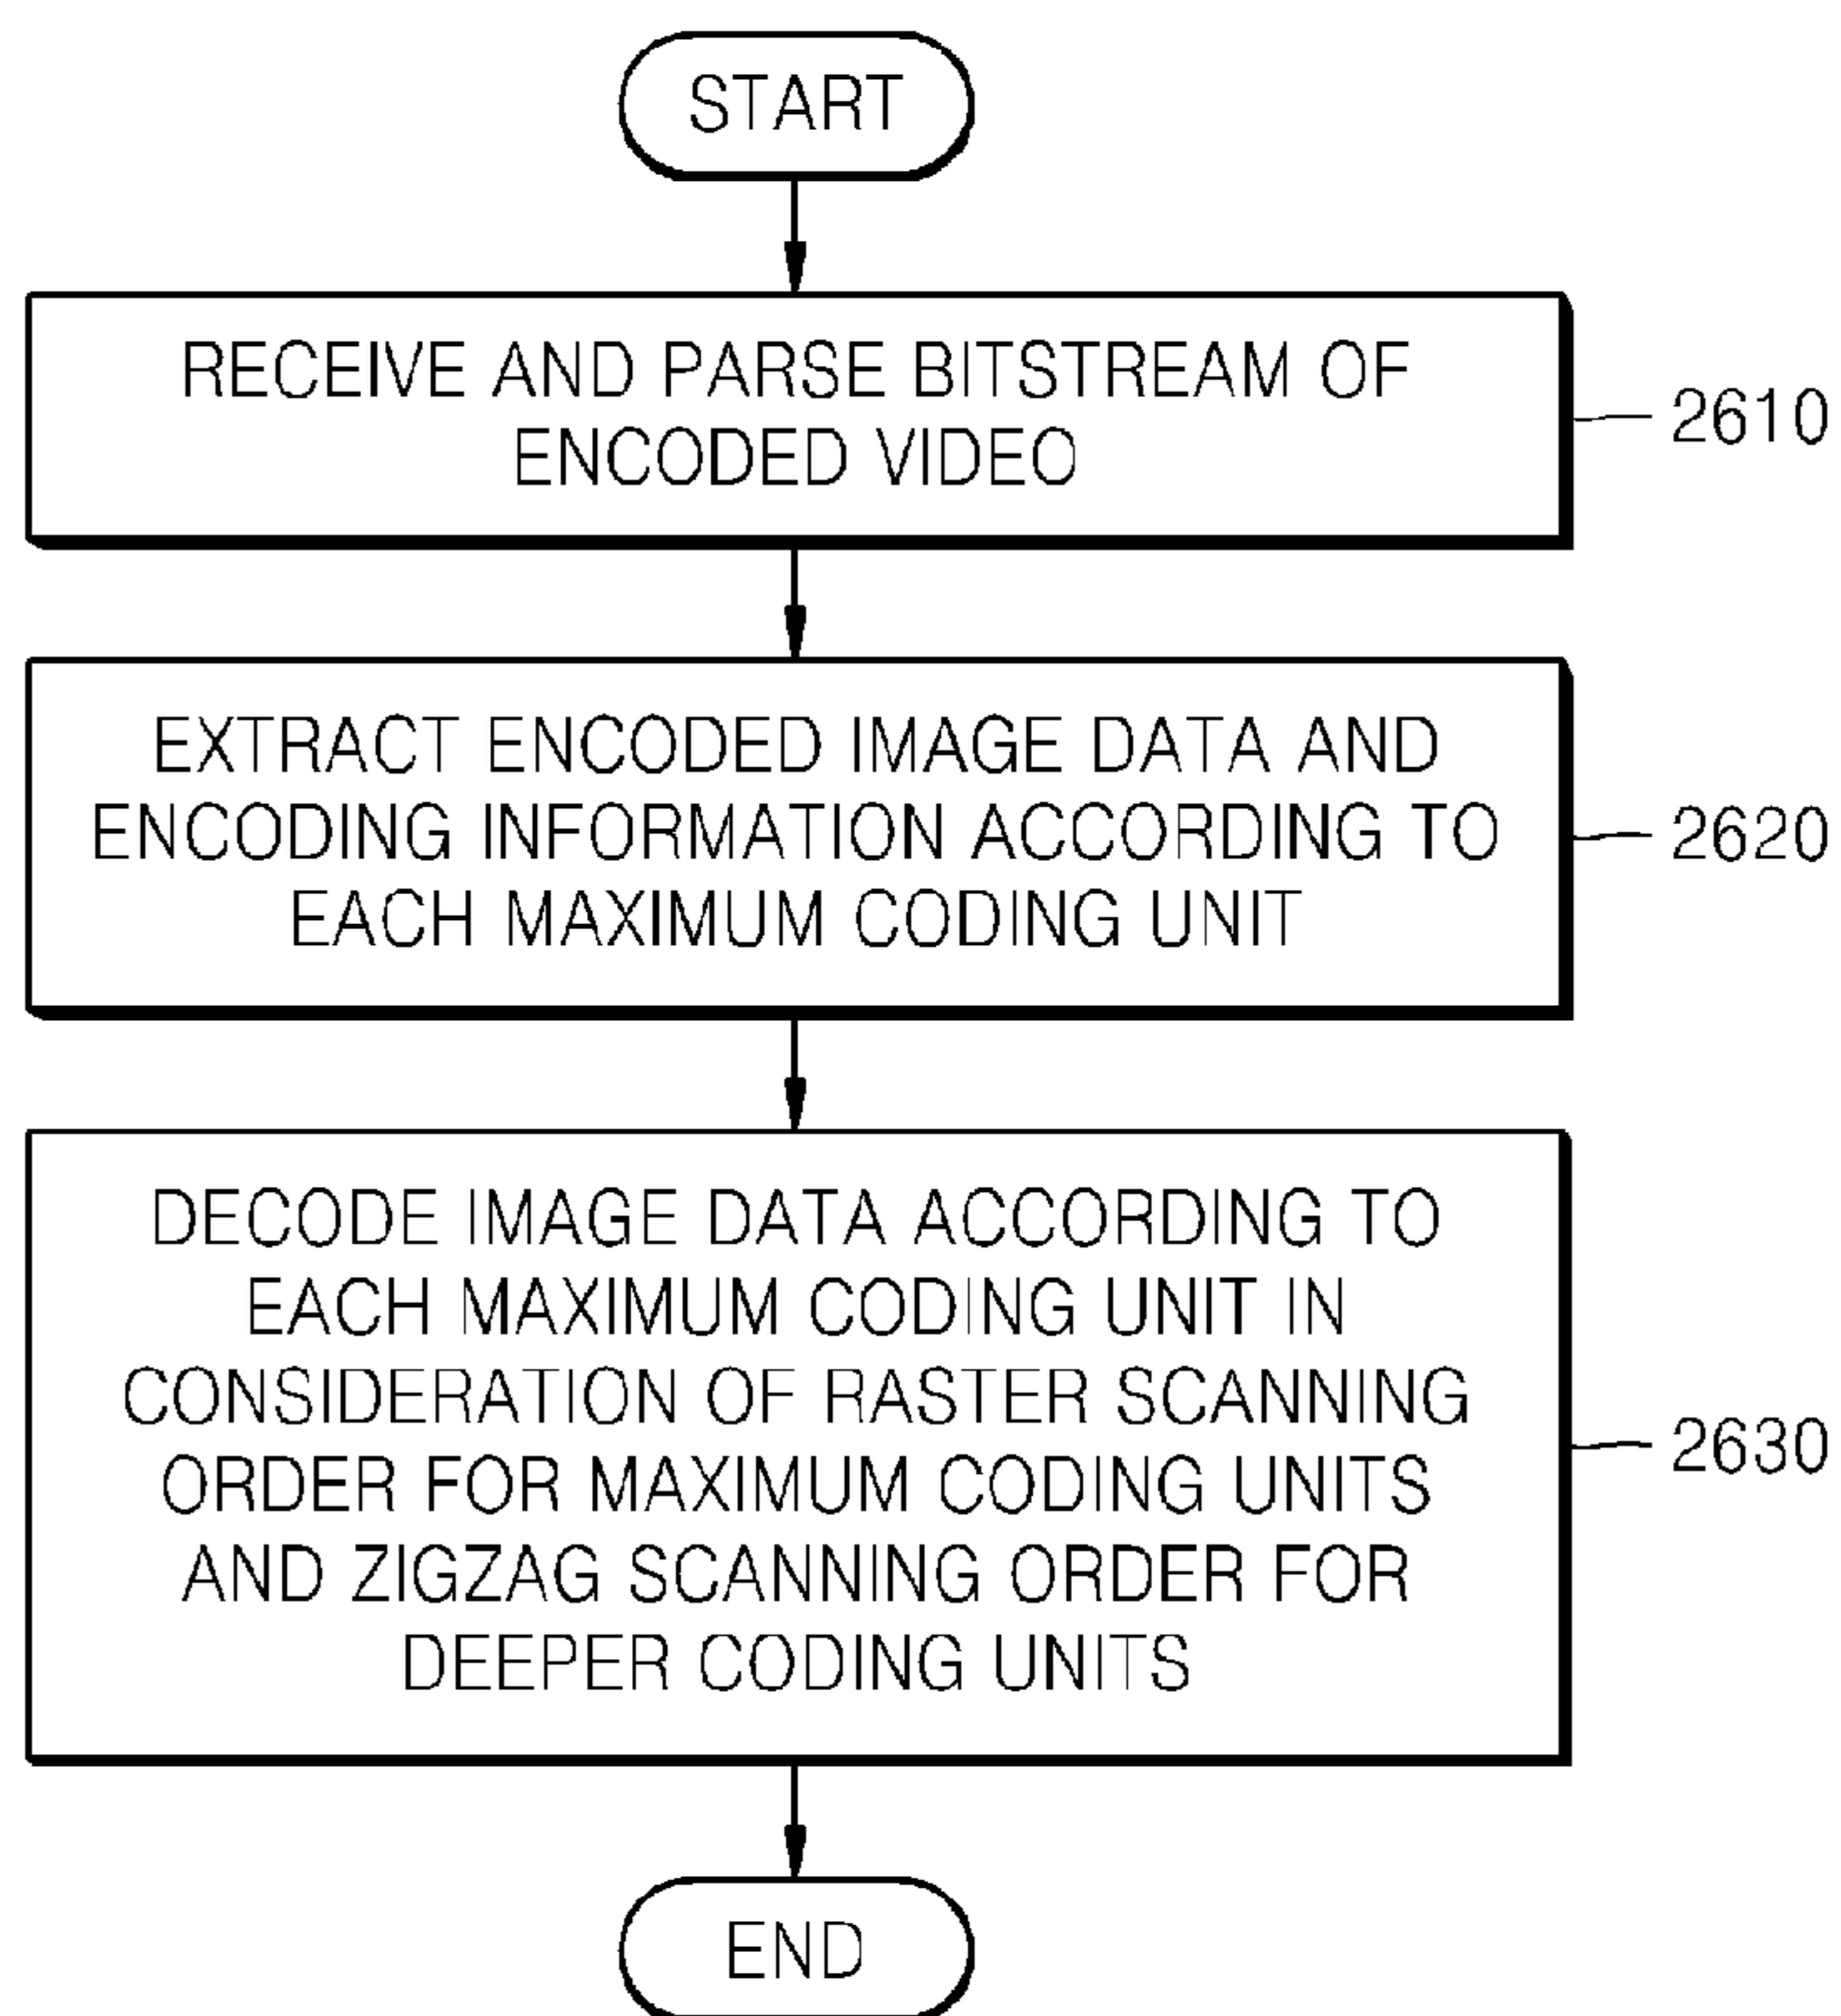 START
RECEIVE AND PARSE BITSTREAM OF
ENCODED VIDEO
2610
EXTRACT ENCODED IMAGE DATA AND
ENCODING INFORMATION ACCORDING TO
EACH MAXIMUM CODING UNIT
2620
DECODE IMAGE DATA ACCORDING TO
EACH MAXIMUM CODING UNIT IN
CONSIDERATION OF RASTER SCANNING
ORDER FOR MAXIMUM CODING UNITS
AND ZIGZAG SCANNING ORDER FOR
DEEPER CODING UNITS
2630
END